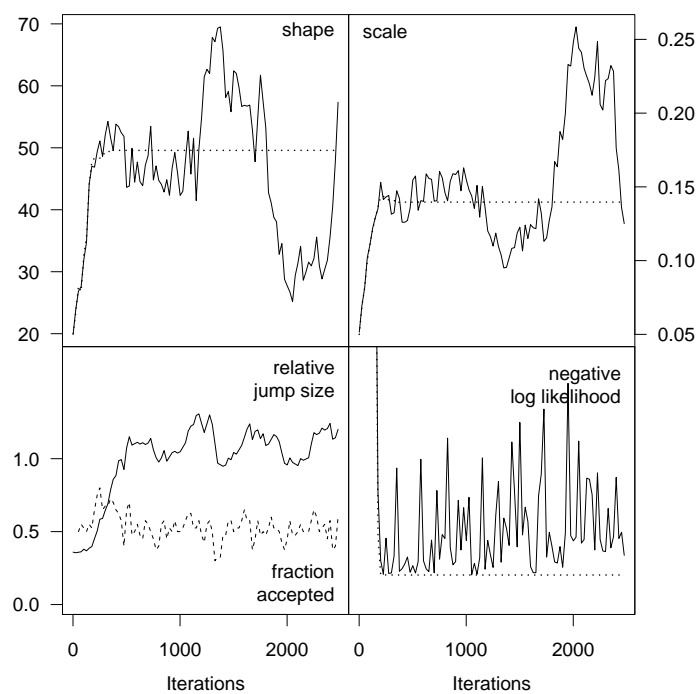 70
60
50
40
30
20
shape
scale
0.25
0.20
0.15
0.10
0.05
1.0
0.5
0.0
relative
jump size
fraction
accepted
negative
log likelihood
0
1000
2000
0
1000
2000
Iterations
Iterations